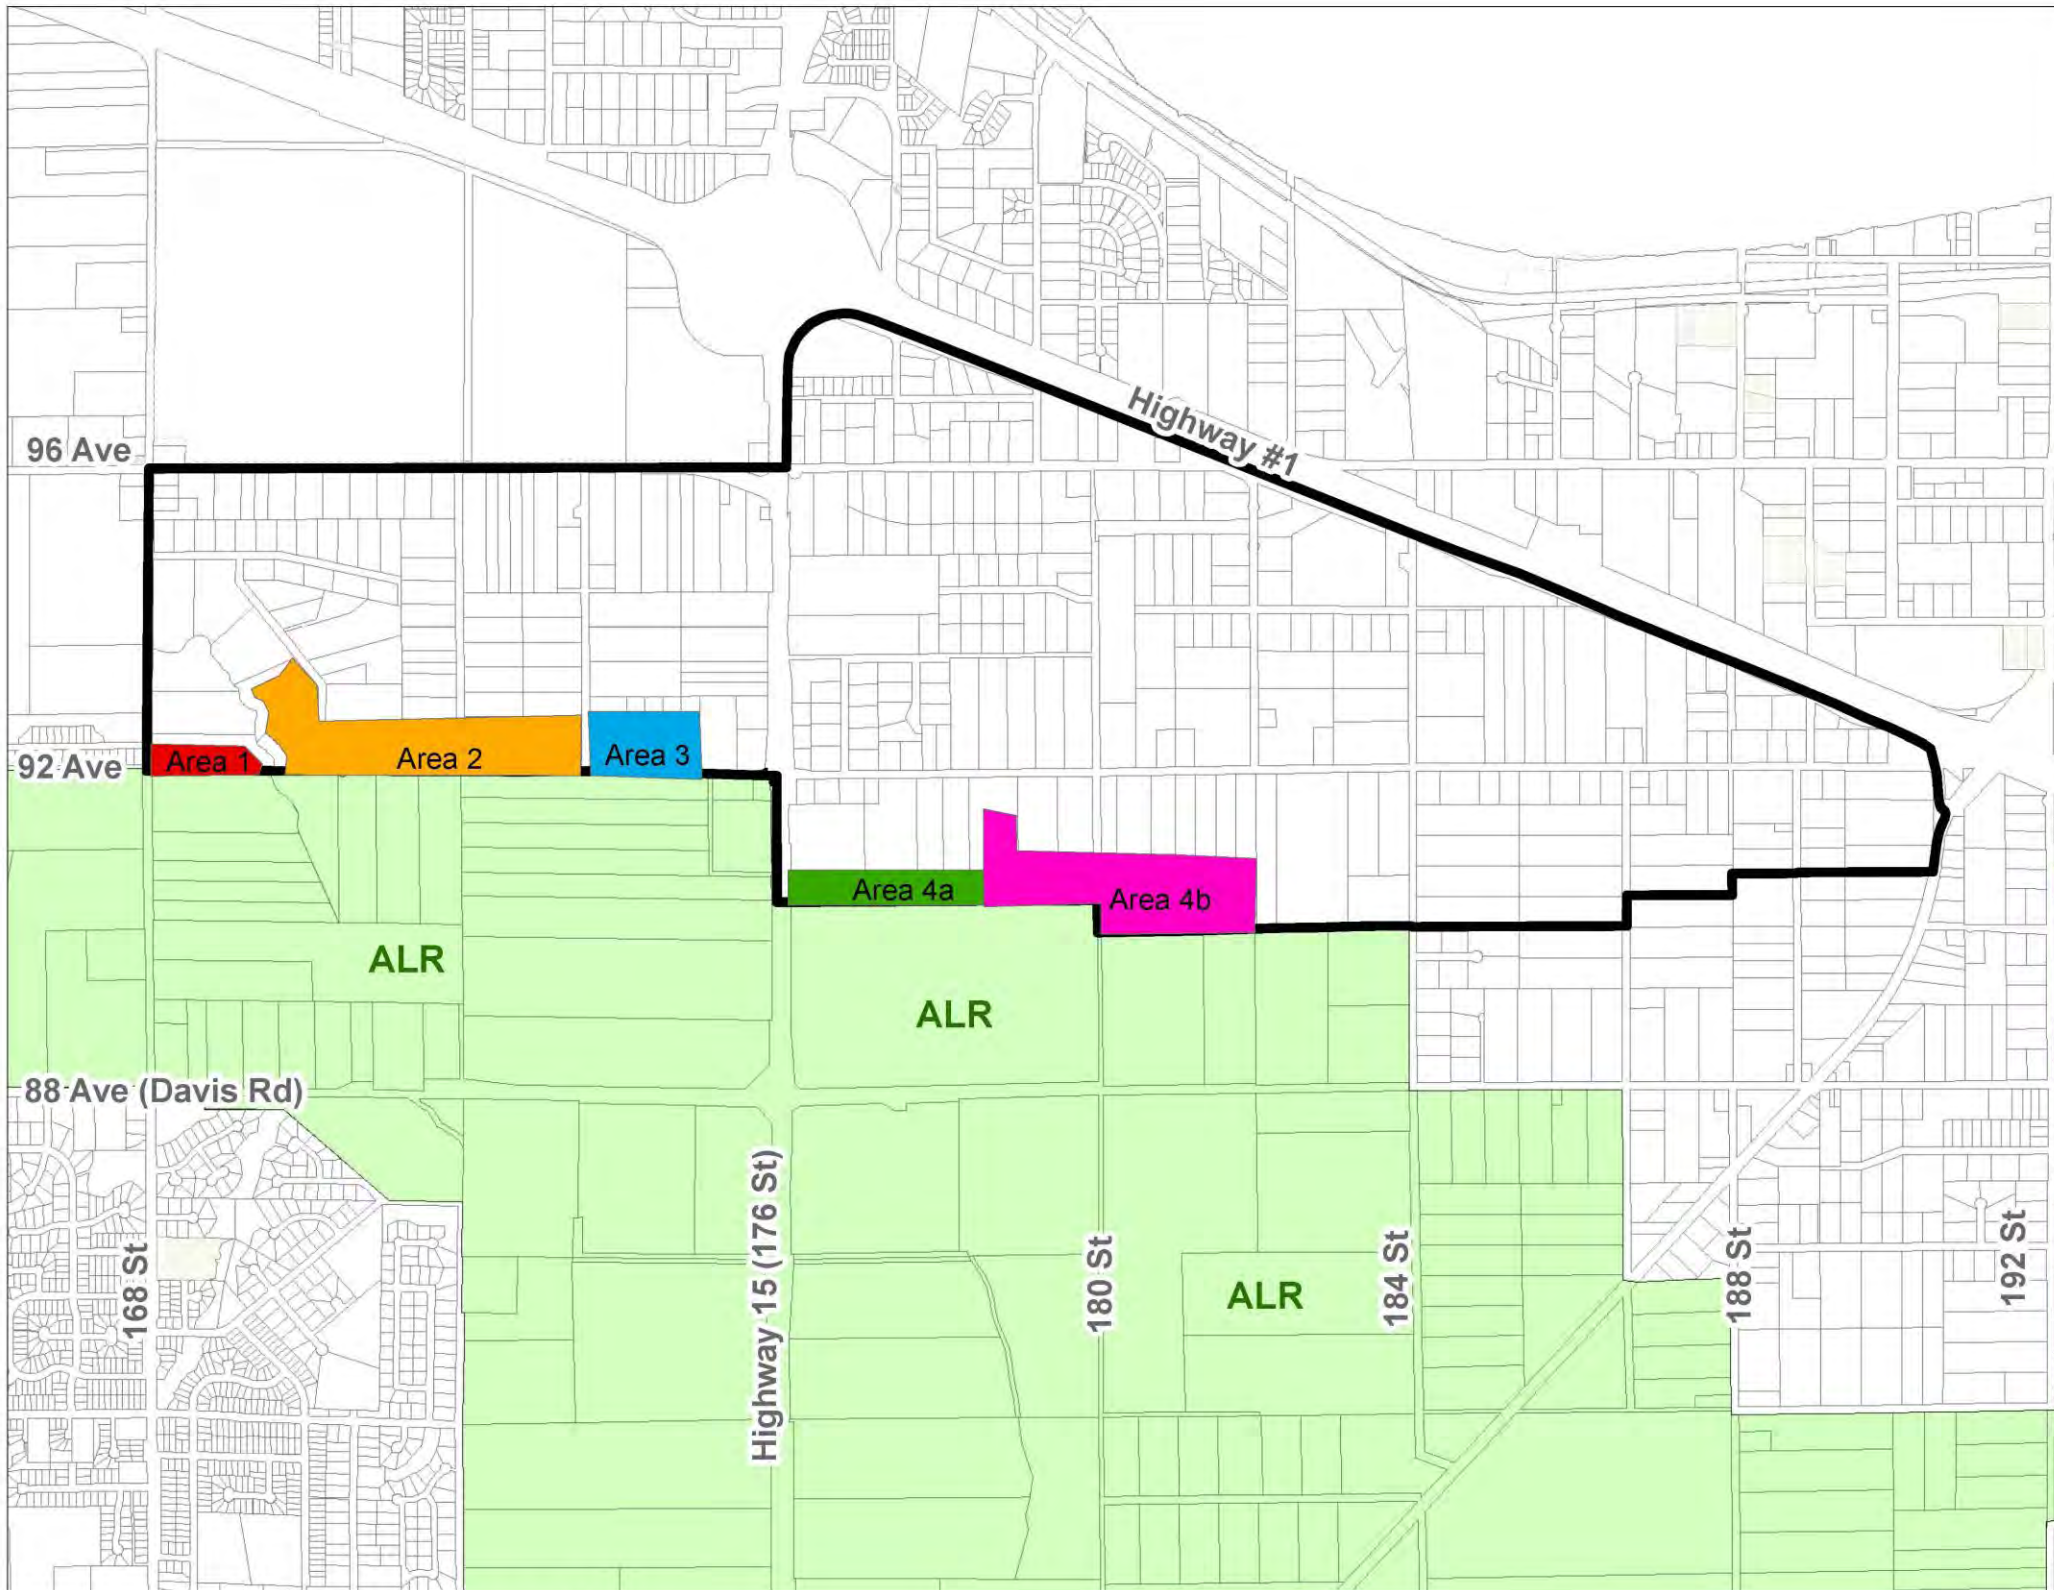 Highway #1
96 Ave
Area 1
Area 2
Area 3
92 Ave
Area 4a
Area 4b
ALR
ALR
88 Ave (Davis Rd)
168 St
Highway 15 (176 St)
180 St
ALR
184 St
188 St
192 St